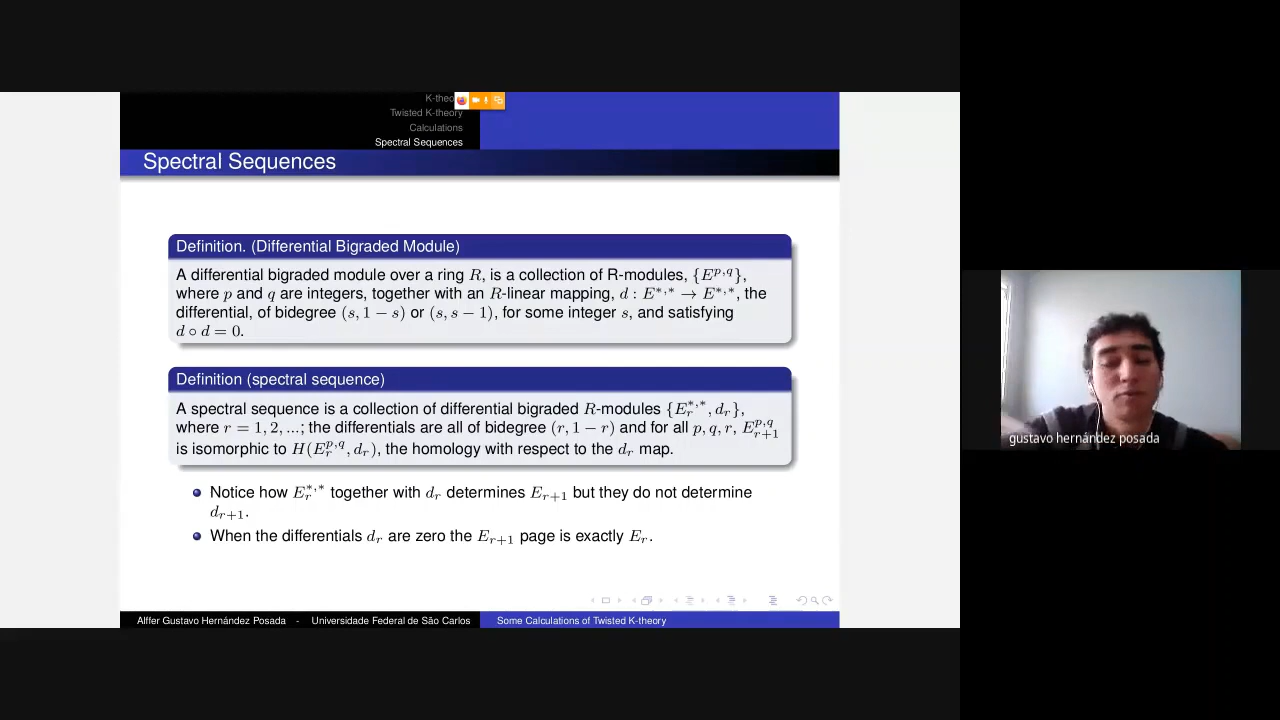 K-theo
Twisted K-theory
Calculations
Spectral Sequences
Spectral Sequences
Definition. (Differential Bigraded Module)
A differential bigraded module over a ring R, is a collection of R-modules, {E^{p,q}},
where p and q are integers, together with an R-linear mapping, d : E^{*,*} → E^{*,*}, the
differential, of bidegree (s, 1 − s) or (s, s − 1), for some integer s, and satisfying
d ∘ d = 0.
Definition (spectral sequence)
A spectral sequence is a collection of differential bigraded R-modules {E_r^{*,*}, d_r},
where r = 1, 2, ...; the differentials are all of bidegree (r, 1 − r) and for all p, q, r, E_{r+1}^{p,q}
is isomorphic to H(E_r^{p,q}, d_r), the homology with respect to the d_r map.
Notice how E_r^{*,*} together with d_r determines E_{r+1} but they do not determine
d_{r+1}.
When the differentials d_r are zero the E_{r+1} page is exactly E_r.
Alffer Gustavo Hernández Posada - Universidade Federal de São Carlos
Some Calculations of Twisted K-theory
gustavo hernández posada